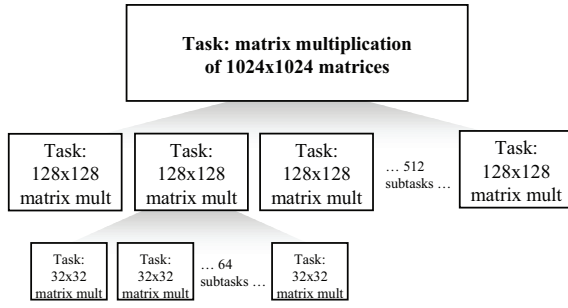 Task: matrix multiplication
of 1024x1024 matrices
Task:
128x128
matrix mult
Task:
128x128
matrix mult
Task:
128x128
matrix mult
... 512
subtasks ...
Task:
128x128
matrix mult
Task:
32x32
matrix mult
Task:
32x32
matrix mult
... 64
subtasks ...
Task:
32x32
matrix mult